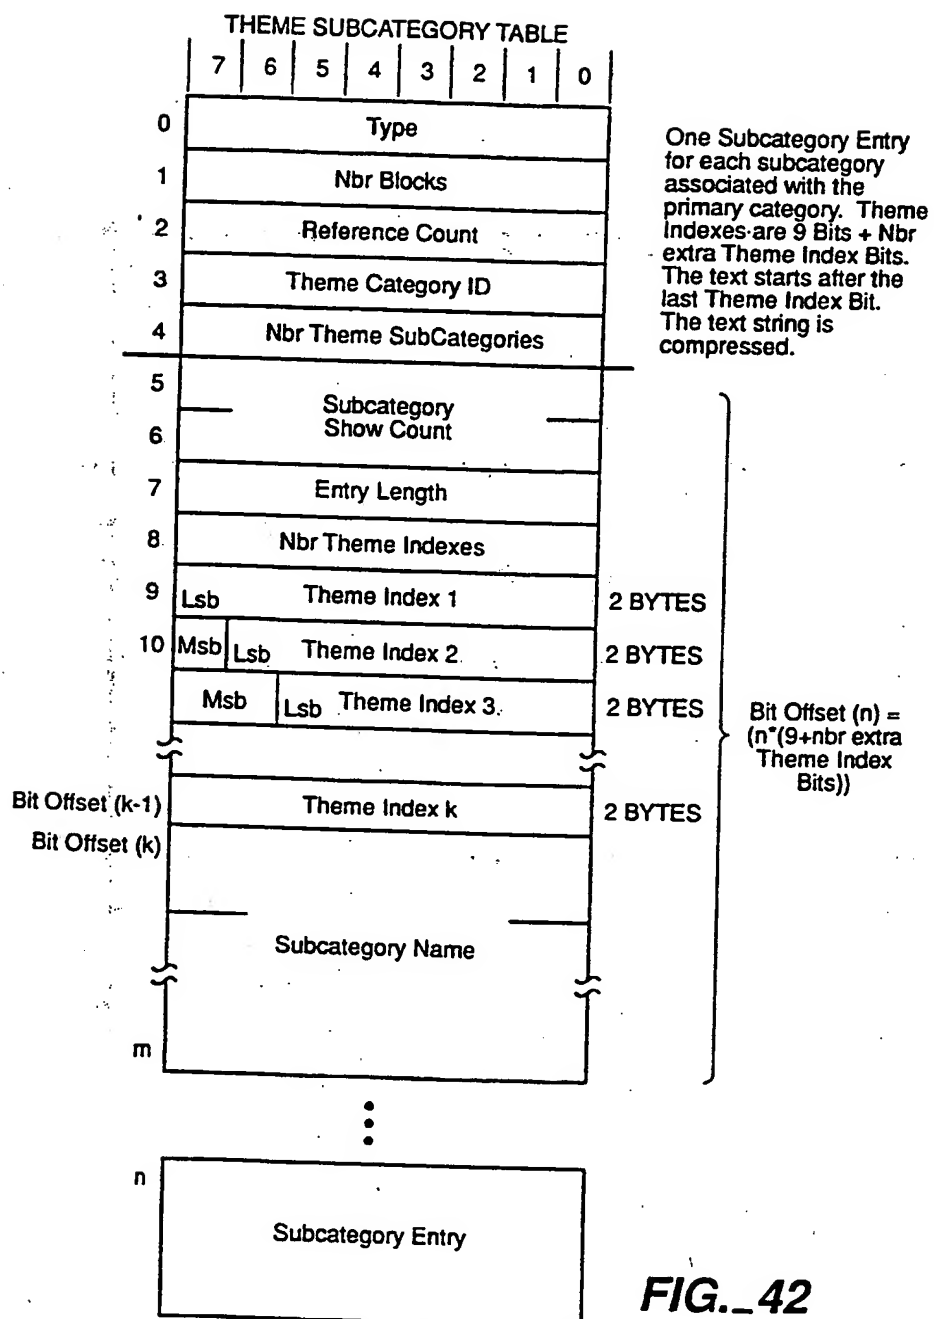 THEME SUBCATEGORY TABLE
7 6 5 4 3 2 1 0
0 Type
1 Nbr Blocks
2 Reference Count
3 Theme Category ID
4 Nbr Theme SubCategories
One Subcategory Entry
for each subcategory
associated with the
primary category. Theme
Indexes are 9 Bits + Nbr
extra Theme Index Bits.
The text starts after the
last Theme Index Bit.
The text string is
compressed.
5
Subcategory
Show Count
6
7 Entry Length
8 Nbr Theme Indexes
9 Lsb Theme Index 1 2 BYTES
10 Msb Lsb Theme Index 2 2 BYTES
Msb Lsb Theme Index 3 2 BYTES
Bit Offset (n) =
(n*(9+nbr extra
Theme Index
Bits))
Bit Offset (k-1) Theme Index k 2 BYTES
Bit Offset (k)
Subcategory Name
m
n
Subcategory Entry
FIG._42